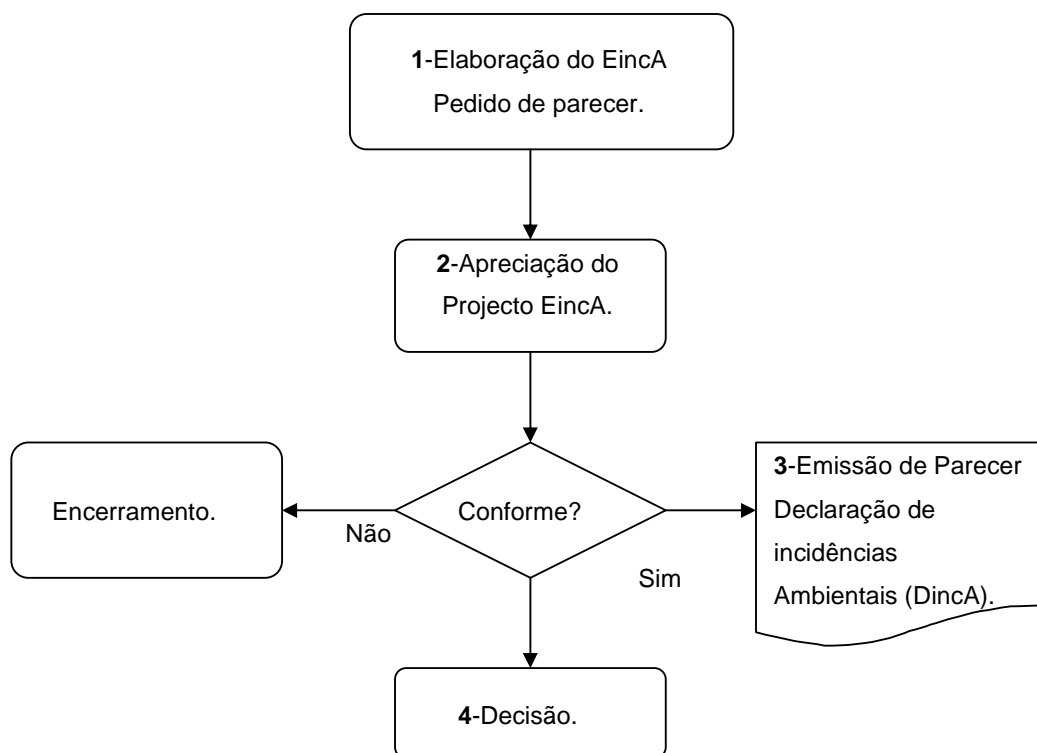 1-Elaboração do EincA
Pedido de parecer.
2-Apreciação do
Projecto EincA.
Encerramento.
Não
Conforme?
Sim
3-Emissão de Parecer
Declaração de
incidências
Ambientais (DincA).
4-Decisão.